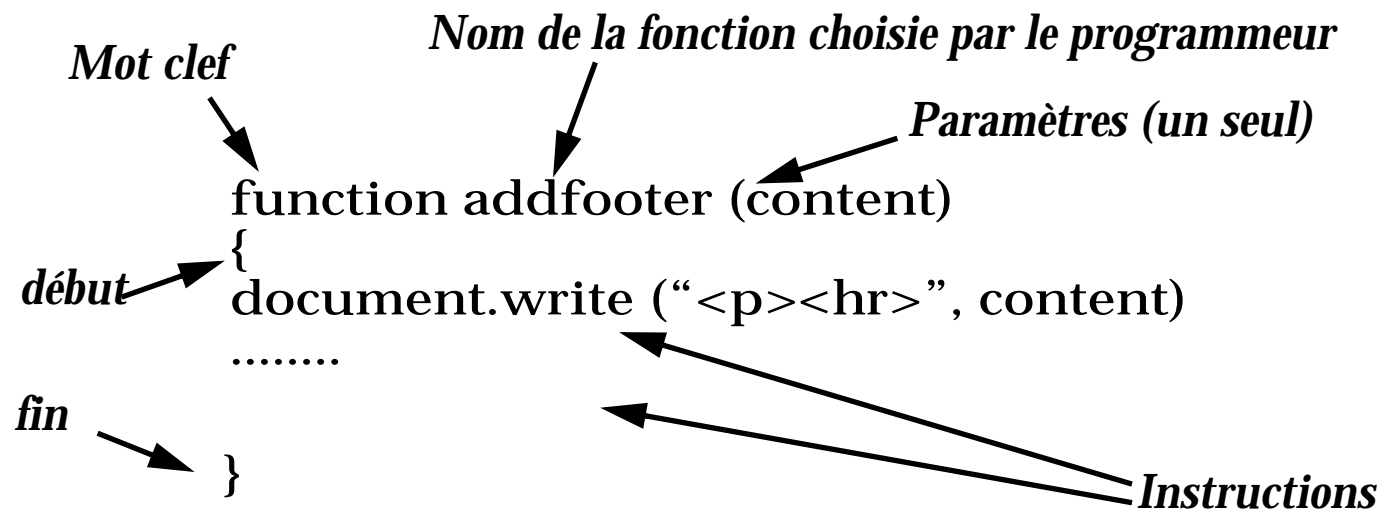 Nom de la fonction choisie par le programmeur
Mot clef
Paramètres (un seul)
function addfooter (content)
{
début
document.write (“<p><hr>”, content)
........
fin
}
Instructions